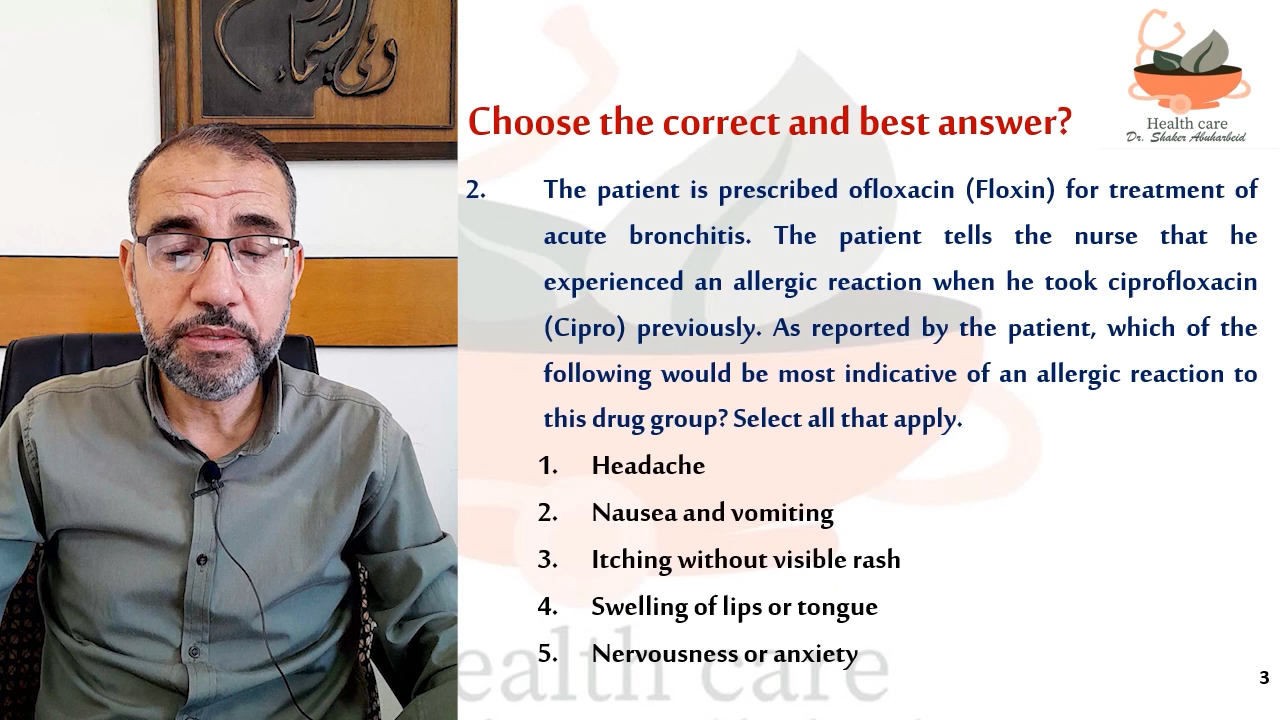 Choose the correct and best answer?
Health care
Dr. Shaker Abuharbeid
2. The patient is prescribed ofloxacin (Floxin) for treatment of
acute bronchitis. The patient tells the nurse that he
experienced an allergic reaction when he took ciprofloxacin
(Cipro) previously. As reported by the patient, which of the
following would be most indicative of an allergic reaction to
this drug group? Select all that apply.
1. Headache
2. Nausea and vomiting
3. Itching without visible rash
4. Swelling of lips or tongue
5. Nervousness or anxiety
ealth care
3